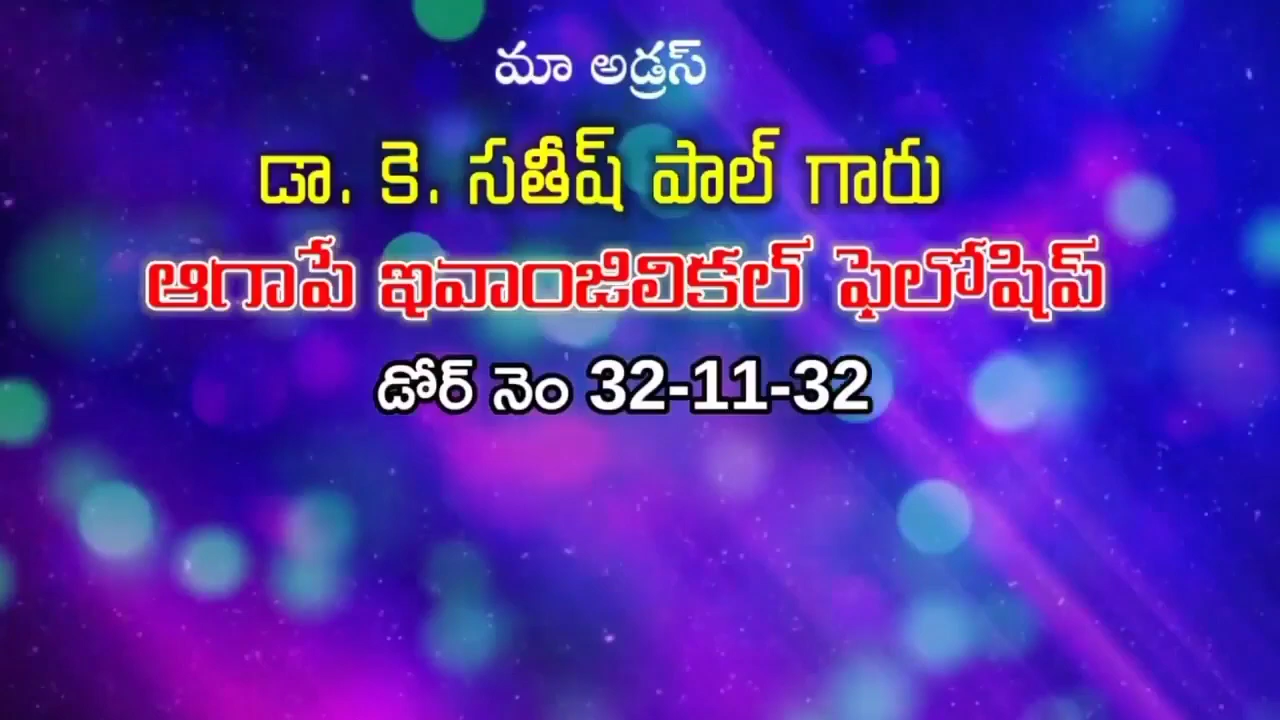 మా అడ్రస్
డా. కె. సతీష్ పాల్ గారు
ఆగాపే ఇవాంజిలికల్ ఫైలోషిప్
డోర్ నెం 32-11-32